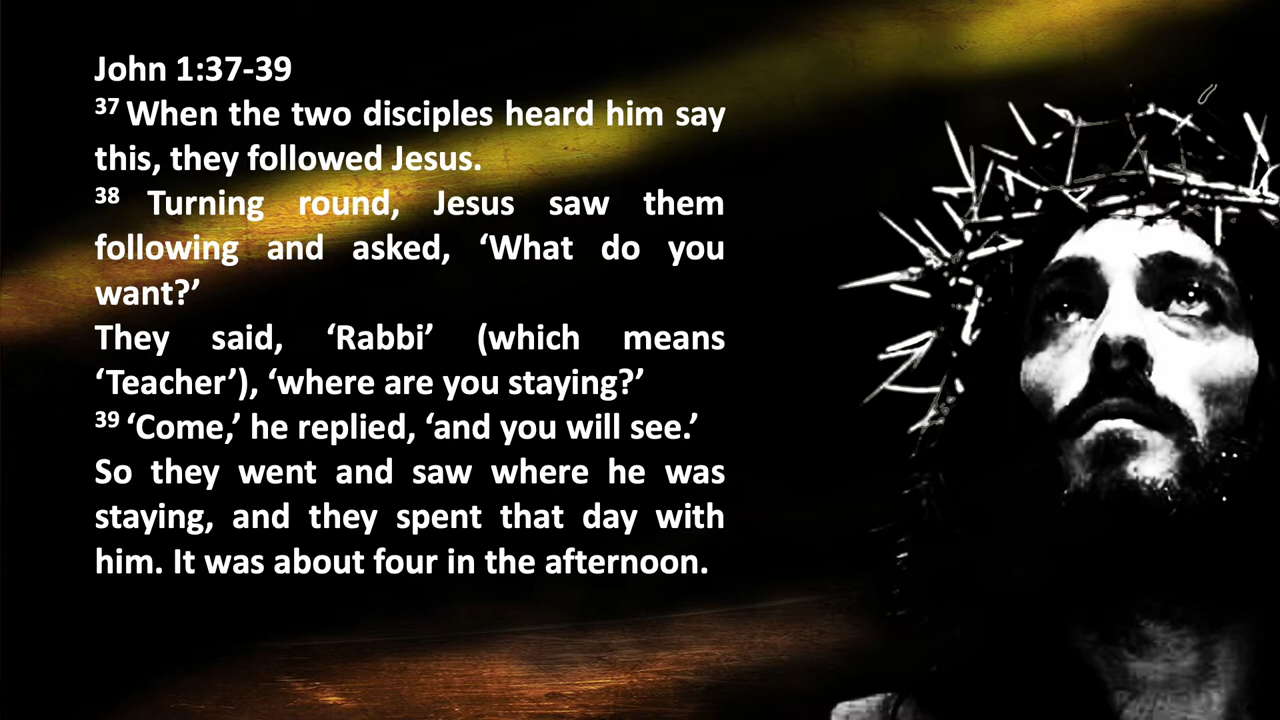 John 1:37-39
37 When the two disciples heard him say
this, they followed Jesus.
38 Turning round, Jesus saw them
following and asked, ‘What do you
want?’
They said, ‘Rabbi’ (which means
‘Teacher’), ‘where are you staying?’
39 ‘Come,’ he replied, ‘and you will see.’
So they went and saw where he was
staying, and they spent that day with
him. It was about four in the afternoon.